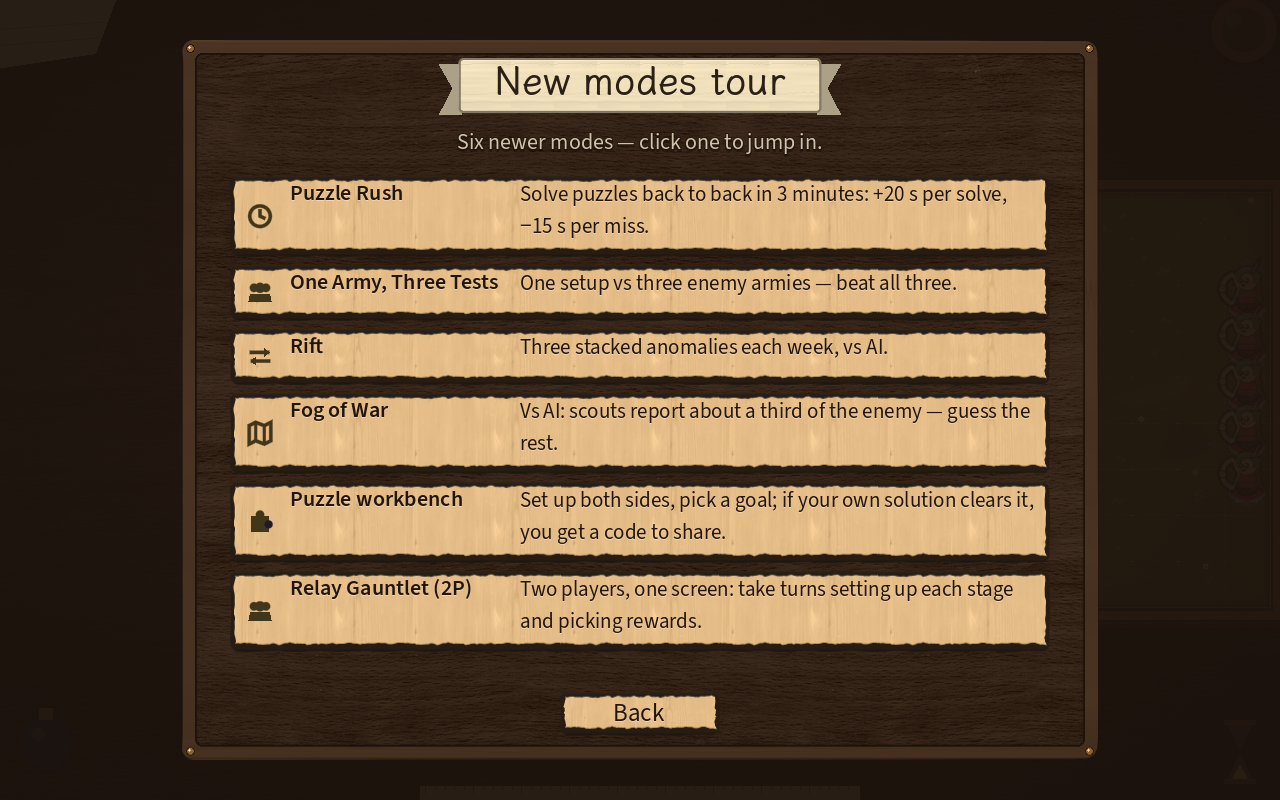 New modes tour
Six newer modes — click one to jump in.
Puzzle Rush
Solve puzzles back to back in 3 minutes: +20 s per solve,
−15 s per miss.
One Army, Three Tests
One setup vs three enemy armies — beat all three.
Rift
Three stacked anomalies each week, vs AI.
Fog of War
Vs AI: scouts report about a third of the enemy — guess the
rest.
Puzzle workbench
Set up both sides, pick a goal; if your own solution clears it,
you get a code to share.
Relay Gauntlet (2P)
Two players, one screen: take turns setting up each stage
and picking rewards.
Back